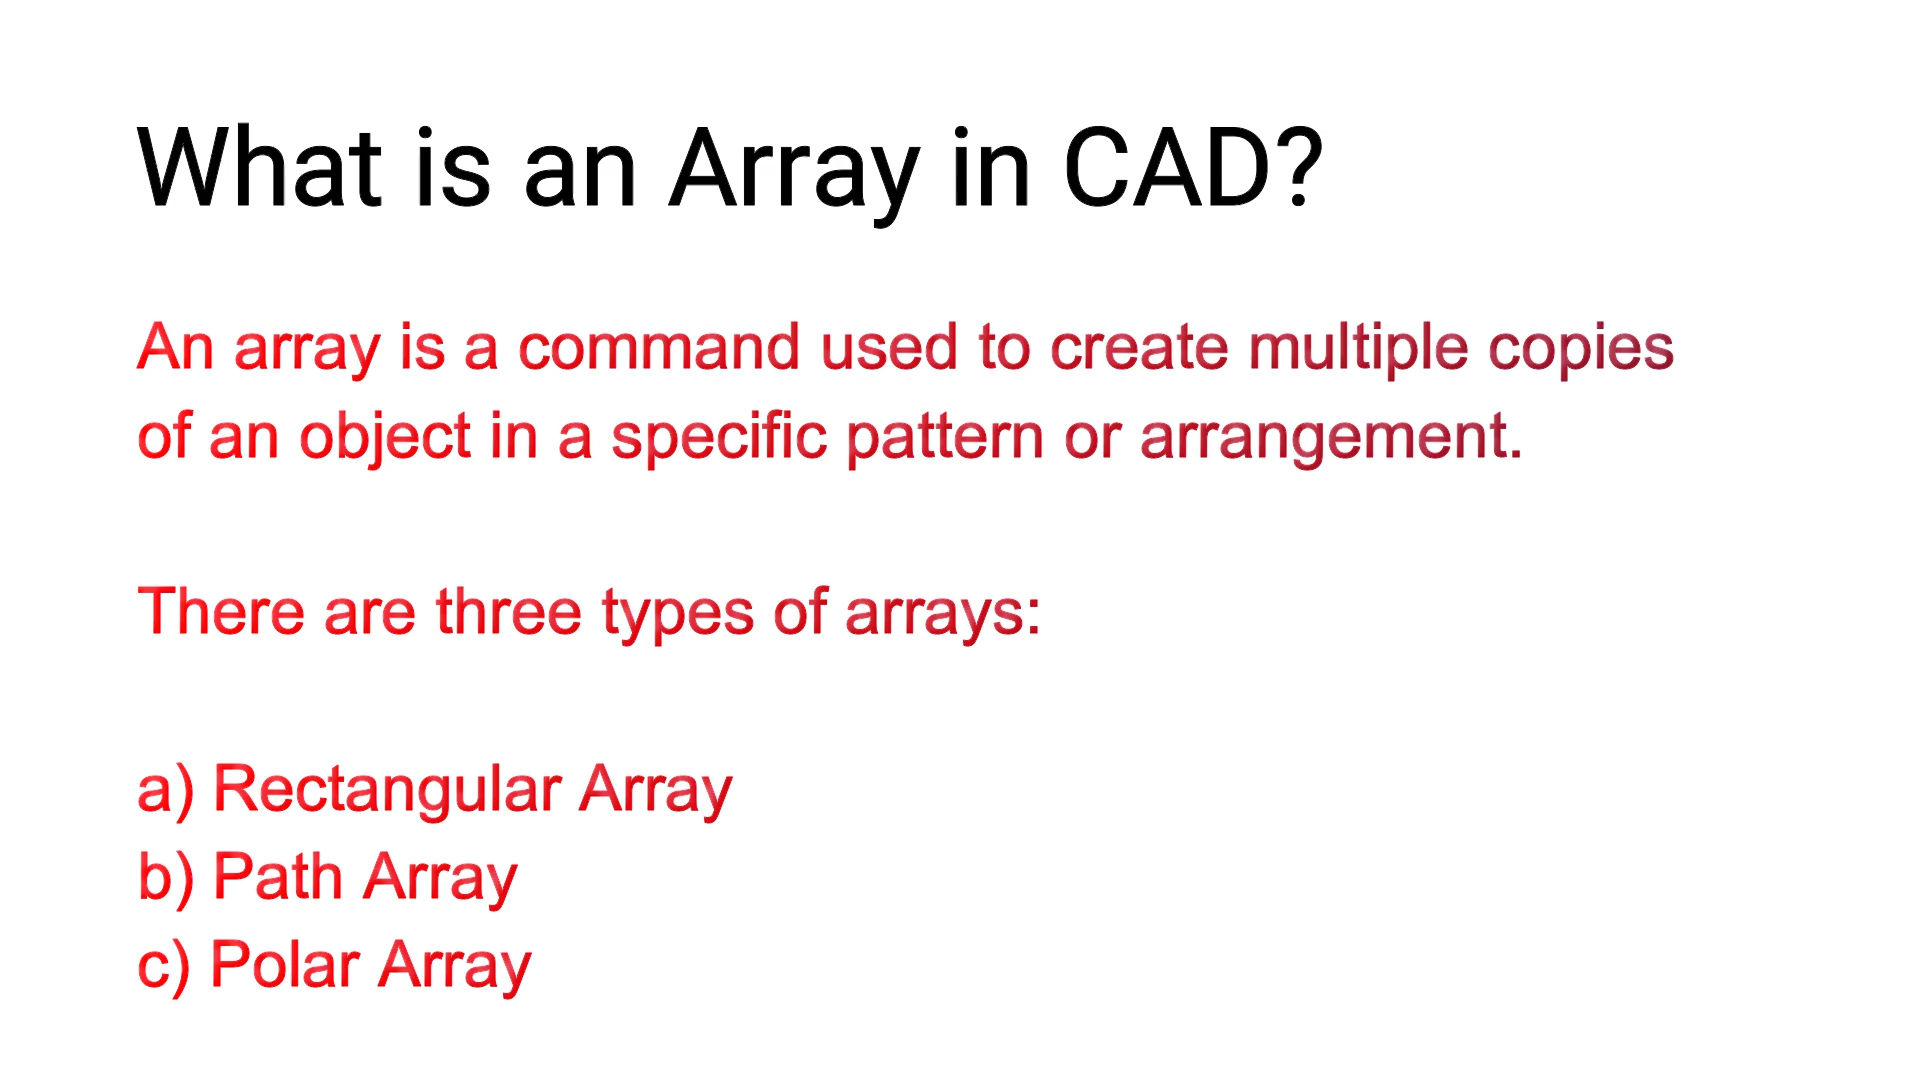 What is an Array in CAD?
An array is a command used to create multiple copies
of an object in a specific pattern or arrangement.
There are three types of arrays:
a) Rectangular Array
b) Path Array
c) Polar Array